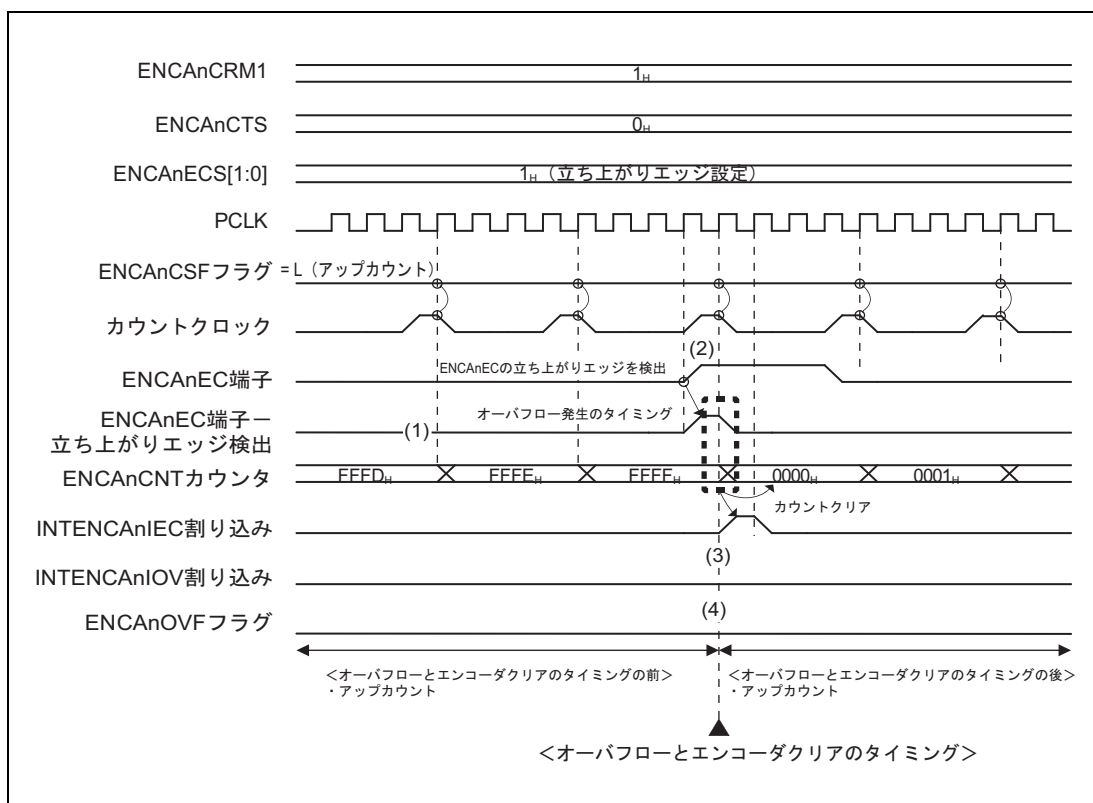 ENCAnCRM1
1H
ENCAnCTS
0H
ENCAnECS[1:0]
1H（立ち上がりエッジ設定）
PCLK
ENCAnCSFフラグ =L（アップカウント）
カウントクロック
(2)
ENCAnEC端子
ENCAnECの立ち上がりエッジを検出
ENCAnEC端子ー
立ち上がりエッジ検出
(1)
オーバフロー発生のタイミング
ENCAnCNTカウンタ
FFFDH FFFEH FFFFH 0000H 0001H
カウントクリア
INTENCAnIEC割り込み
(3)
INTENCAnIOV割り込み
(4)
ENCAnOVFフラグ
＜オーバフローとエンコーダクリアのタイミングの前＞
・アップカウント
＜オーバフローとエンコーダクリアのタイミングの後＞
・アップカウント
＜オーバフローとエンコーダクリアのタイミング＞